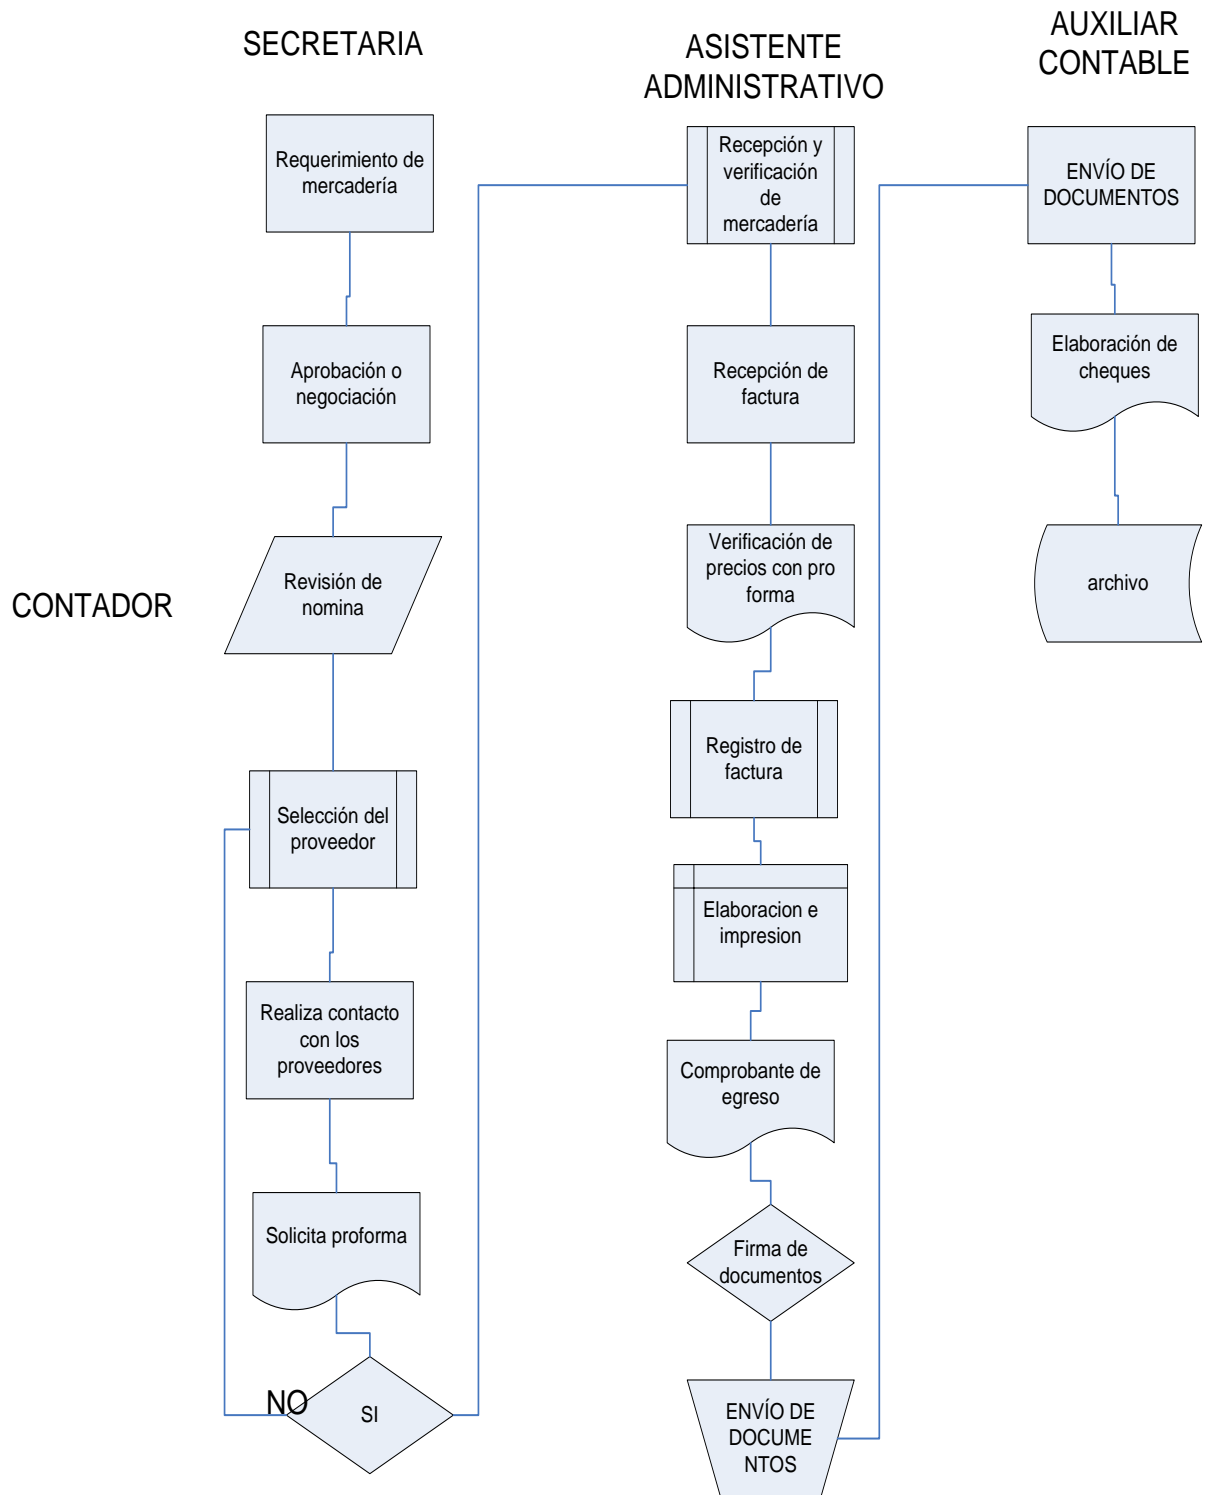 SECRETARIA
Requerimiento de
mercadería
Aprobación o
negociación
CONTADOR
Revisión de
nomina
Selección del
proveedor
Realiza contacto
con los
proveedores
Solicita proforma
NO
SI
ASISTENTE
ADMINISTRATIVO
Recepción y
verificación
de
mercadería
Recepción de
factura
Verificación de
precios con pro
forma
Registro de
factura
Elaboracion e
impresion
Comprobante de
egreso
Firma de
documentos
ENVÍO DE
DOCUME
NTOS
AUXILIAR
CONTABLE
ENVÍO DE
DOCUMENTOS
Elaboración de
cheques
archivo